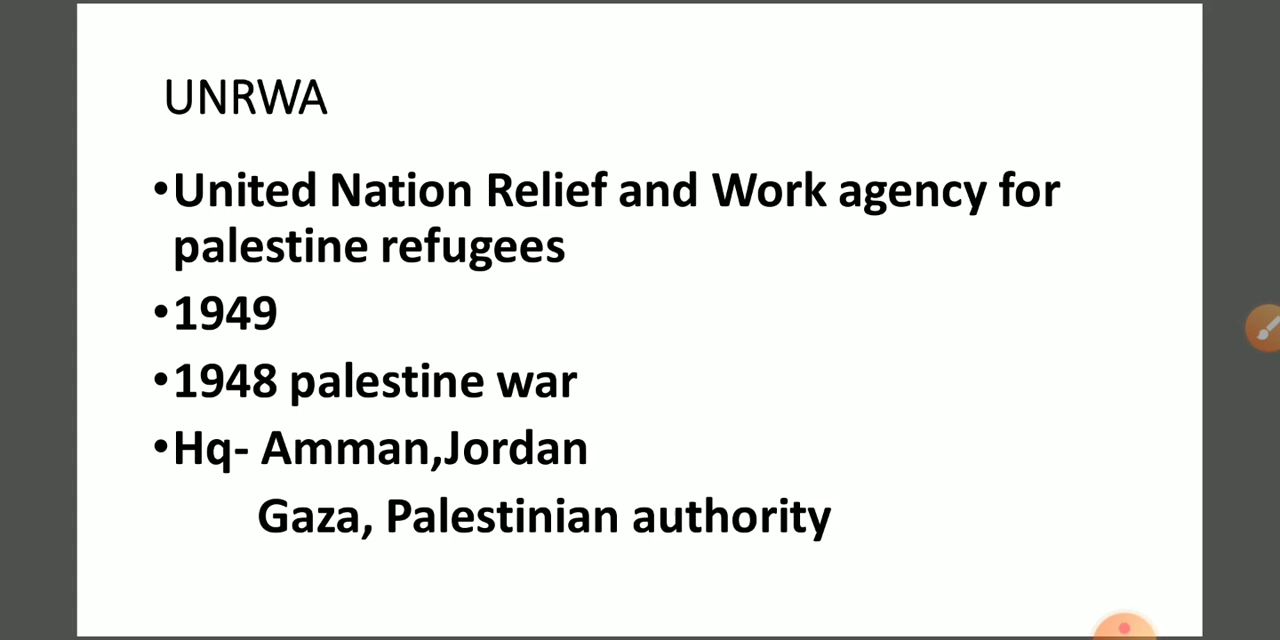 UNRWA
•United Nation Relief and Work agency for
palestine refugees
•1949
•1948 palestine war
•Hq- Amman,Jordan
Gaza, Palestinian authority